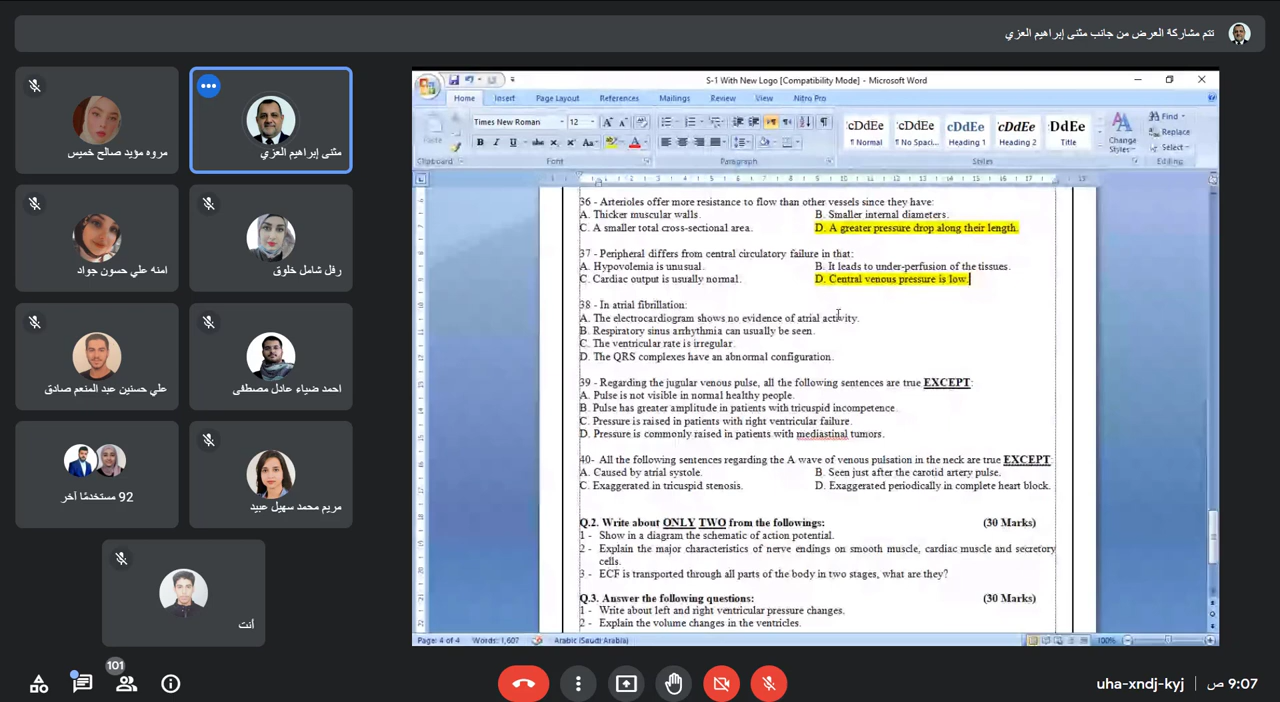 تتم مشاركة العرض من جانب مثنى إبراهيم العزي
مروه مؤيد صالح خميس
مثنى إبراهيم العزي
امنه علي حسون جواد
رفل شامل خلوق
علي حسنين عبد المنعم صادق
احمد ضياء عادل مصطفى
92 مستخدمًا آخر
مريم محمد سهيل عبيد
أنت
S-1 With New Logo [Compatibility Mode] - Microsoft Word
Home Insert Page Layout References Mailings Review View Nitro Pro
Times New Roman 12
Paste
Clipboard Font Paragraph Styles Editing
¶ Normal ¶ No Spaci... Heading 1 Heading 2 Title
Change Styles
Find
Replace
Select
36 - Arterioles offer more resistance to flow than other vessels since they have:
A. Thicker muscular walls. B. Smaller internal diameters.
C. A smaller total cross-sectional area. D. A greater pressure drop along their length.
37 - Peripheral differs from central circulatory failure in that:
A. Hypovolemia is unusual. B. It leads to under-perfusion of the tissues.
C. Cardiac output is usually normal. D. Central venous pressure is low.
38 - In atrial fibrillation:
A. The electrocardiogram shows no evidence of atrial activity.
B. Respiratory sinus arrhythmia can usually be seen.
C. The ventricular rate is irregular.
D. The QRS complexes have an abnormal configuration.
39 - Regarding the jugular venous pulse, all the following sentences are true EXCEPT:
A. Pulse is not visible in normal healthy people.
B. Pulse has greater amplitude in patients with tricuspid incompetence.
C. Pressure is raised in patients with right ventricular failure.
D. Pressure is commonly raised in patients with mediastinal tumors.
40- All the following sentences regarding the A wave of venous pulsation in the neck are true EXCEPT:
A. Caused by atrial systole. B. Seen just after the carotid artery pulse.
C. Exaggerated in tricuspid stenosis. D. Exaggerated periodically in complete heart block.
Q.2. Write about ONLY TWO from the followings: (30 Marks)
1 - Show in a diagram the schematic of action potential.
2 - Explain the major characteristics of nerve endings on smooth muscle, cardiac muscle and secretory
cells.
3 - ECF is transported through all parts of the body in two stages, what are they?
Q.3. Answer the following questions: (30 Marks)
1 - Write about left and right ventricular pressure changes.
2 - Explain the volume changes in the ventricles.
Page: 4 of 4 Words: 1,607 Arabic (Saudi Arabia) 100%
101
uha-xndj-kyj | 9:07 ص